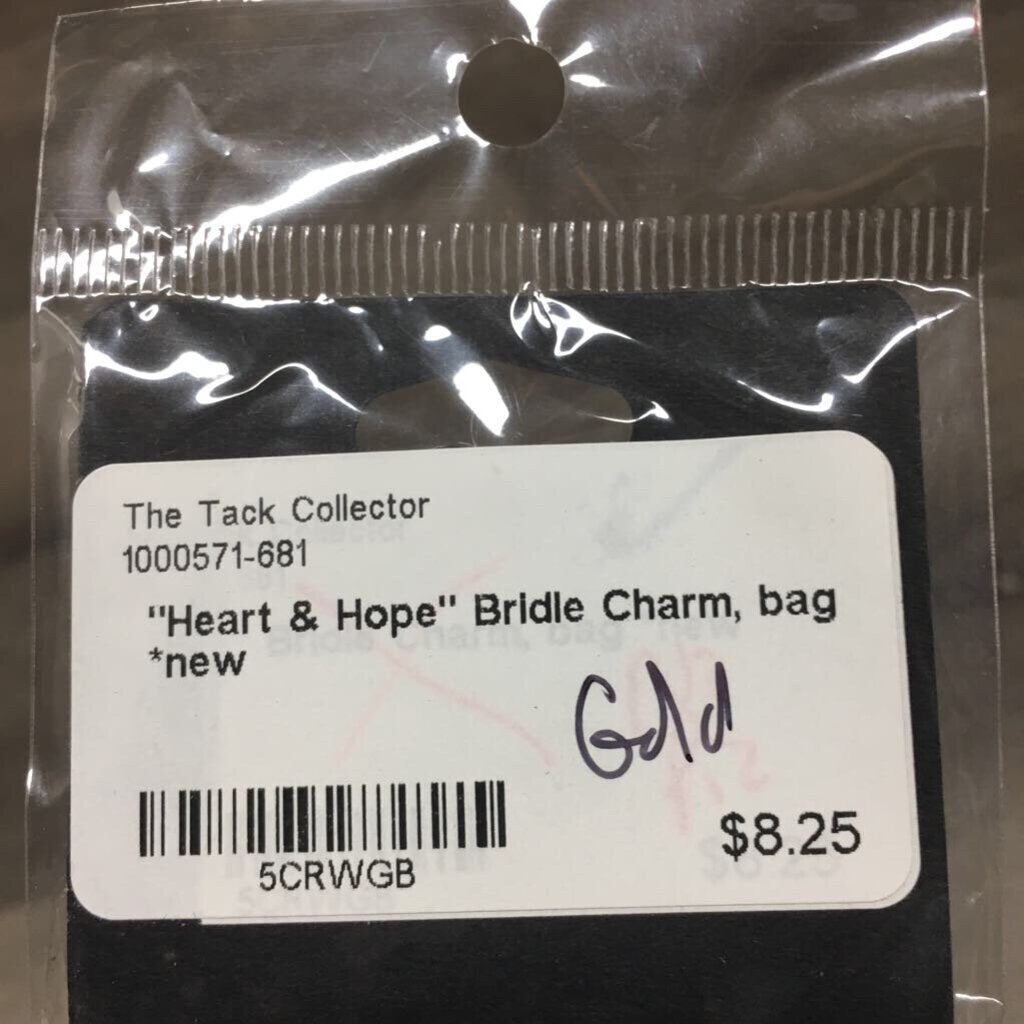 The Tack Collector
1000571-681
"Heart & Hope" Bridle Charm, bag
*new
Gold
$8.25
5CRWGB